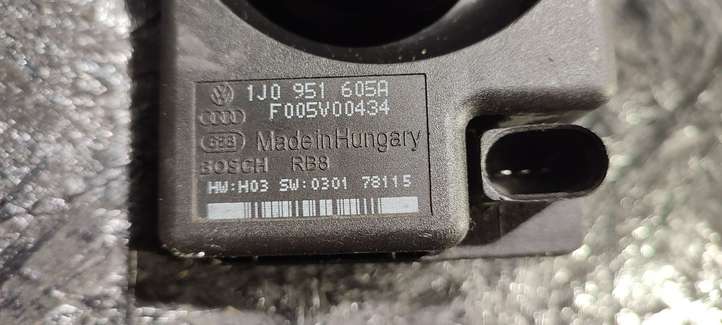 1J0 951 605A
F005V00434
Made in Hungary
BOSCH RB8
HW:H03 SW:0301 78115